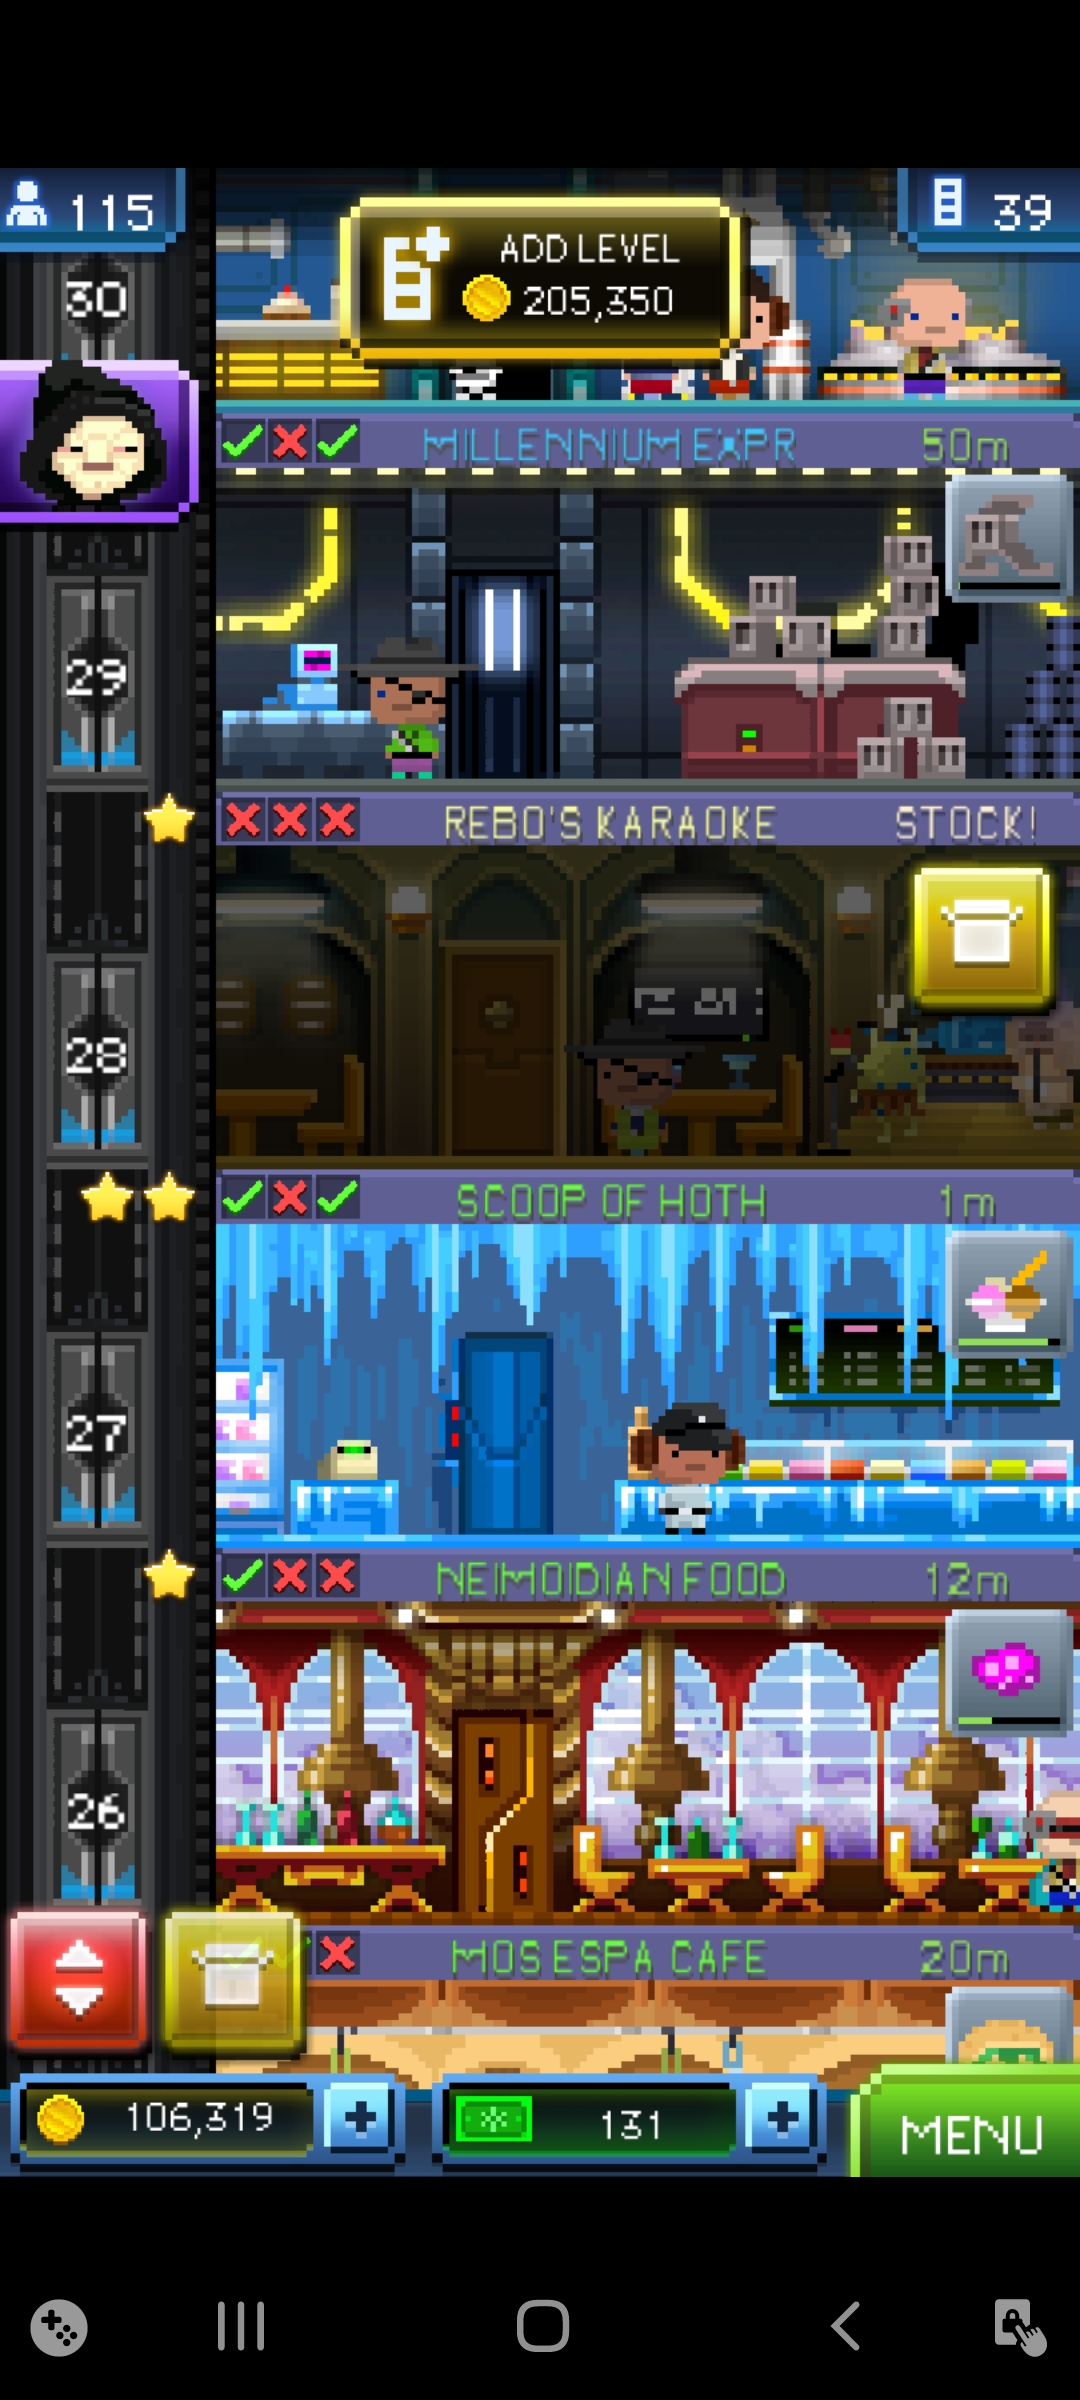 115
ADD LEVEL
205,350
39
30
MILLENNIUM EXPR 50m
29
REBO'S KARAOKE STOCK!
28
SCOOP OF HOTH 1m
27
NEIMOIDIAN FOOD 12m
26
MOS ESPA CAFE 20m
106,319
131
MENU